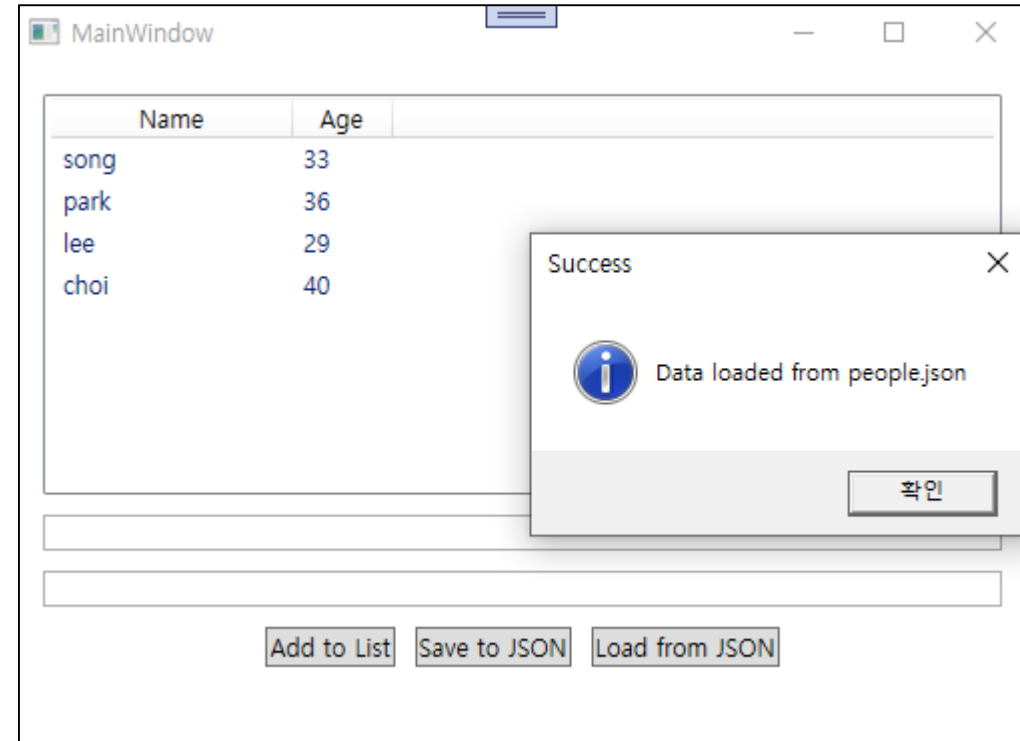 MainWindow
Name Age
song 33
park 36
lee 29
choi 40
Success
Data loaded from people.json
확인
Add to List Save to JSON Load from JSON